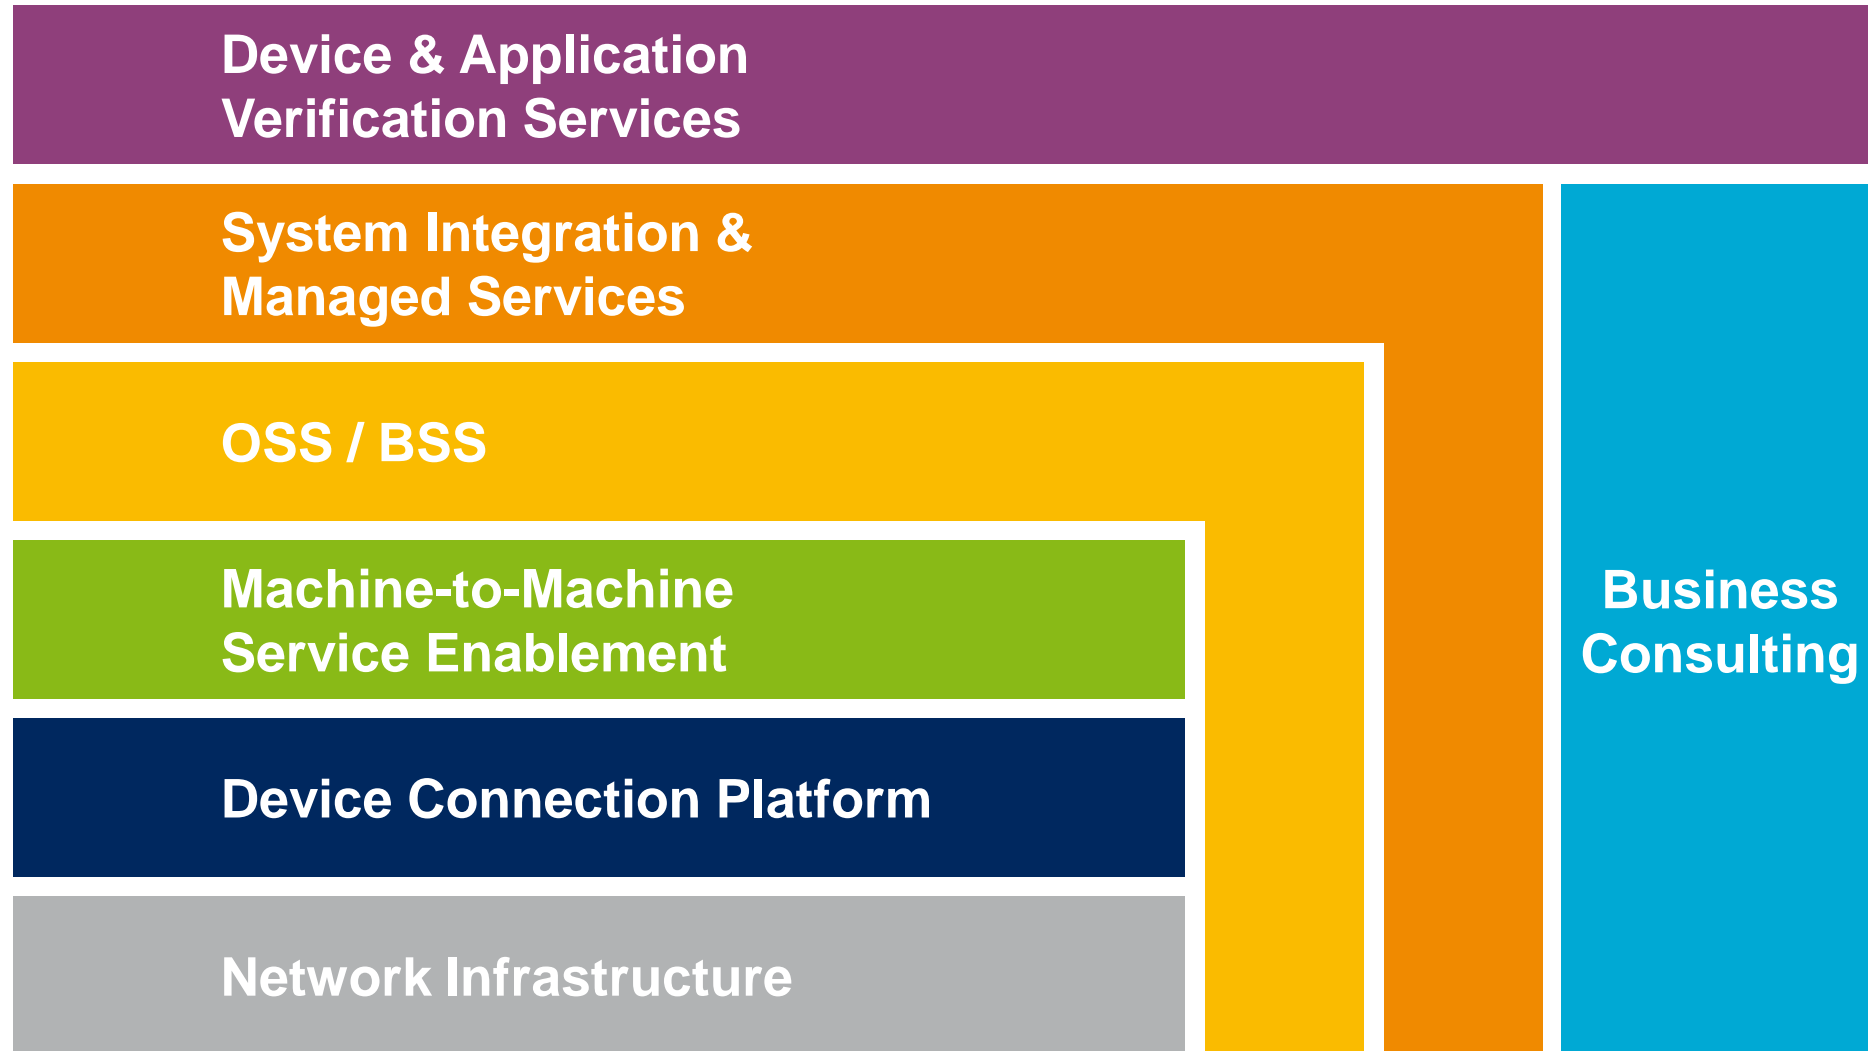 Device & Application
Verification Services
System Integration &
Managed Services
OSS / BSS
Machine-to-Machine
Service Enablement
Business
Consulting
Device Connection Platform
Network Infrastructure